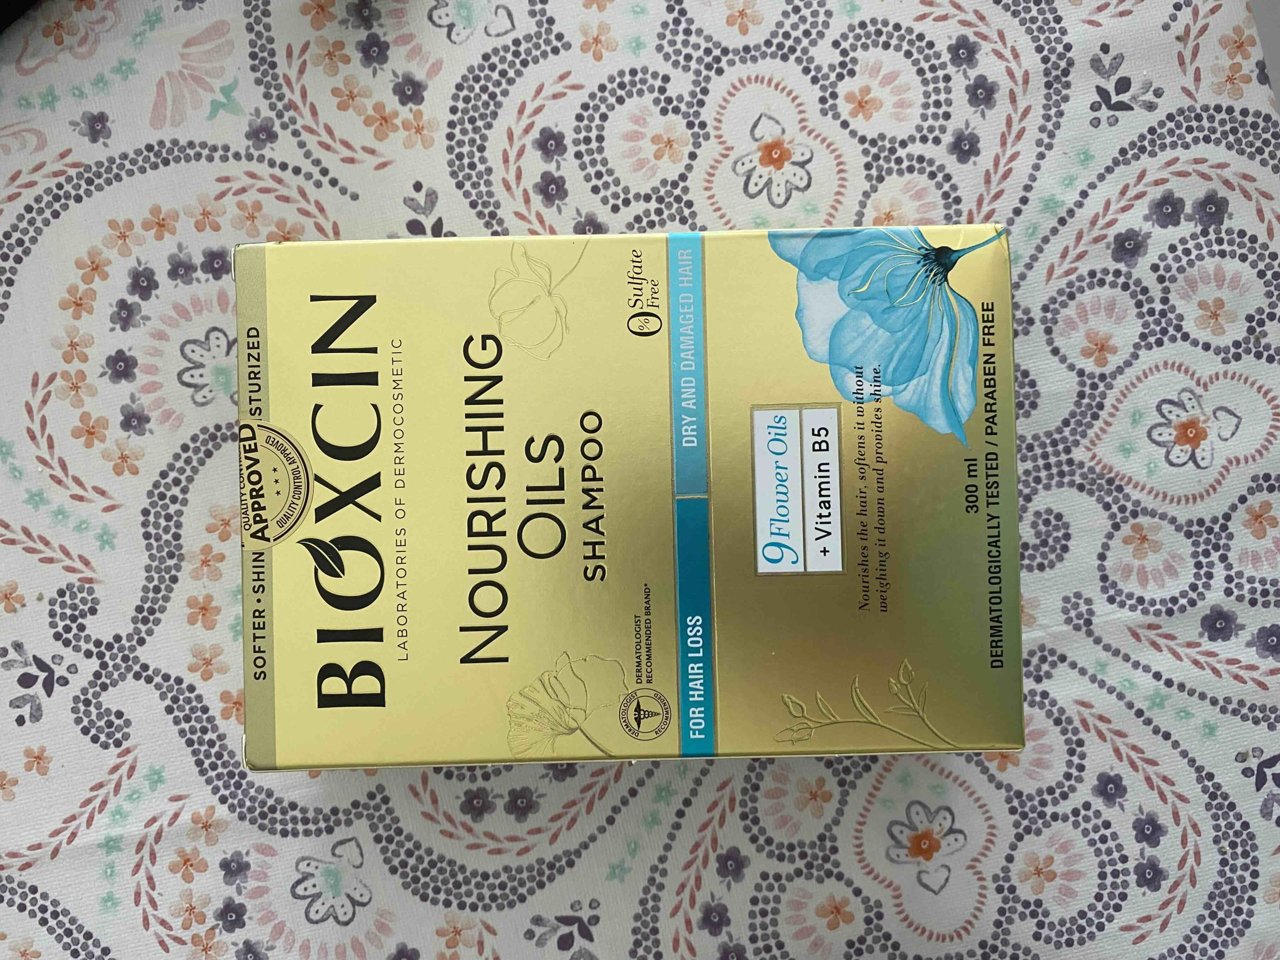 SOFTER • SHIN
STURIZED
QUALITY CONTROL APPROVED
APPROVED
BIOXCIN
LABORATORIES OF DERMOCOSMETIC
NOURISHING
OILS
SHAMPOO
DERMATOLOGIST
RECOMMENDED
DERMATOLOGIST
RECOMMENDED BRAND*
0% Sulfate
Free
FOR HAIR LOSS
DRY AND DAMAGED HAIR
9 Flower Oils
+ Vitamin B5
Nourishes the hair, softens it without
weighing it down and provides shine.
300 ml
DERMATOLOGICALLY TESTED / PARABEN FREE